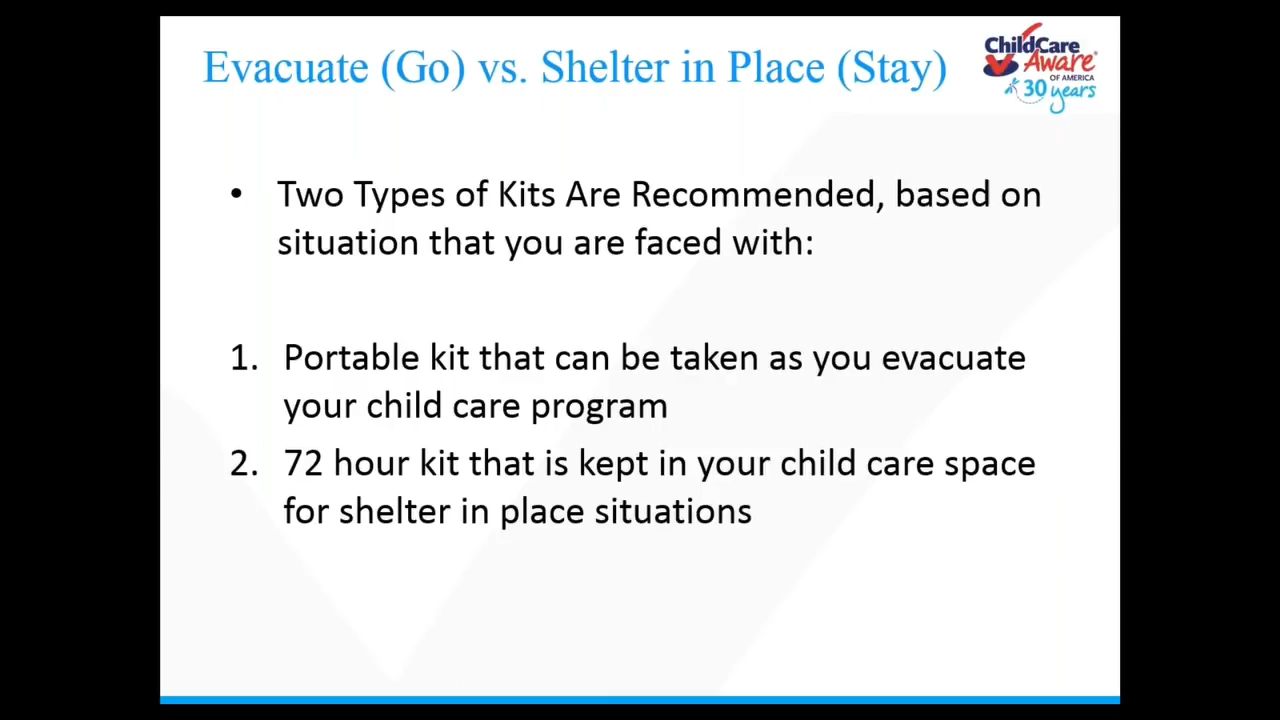 Evacuate (Go) vs. Shelter in Place (Stay)
ChildCare
Aware®
OF AMERICA
30 years
• Two Types of Kits Are Recommended, based on
situation that you are faced with:
1. Portable kit that can be taken as you evacuate
your child care program
2. 72 hour kit that is kept in your child care space
for shelter in place situations